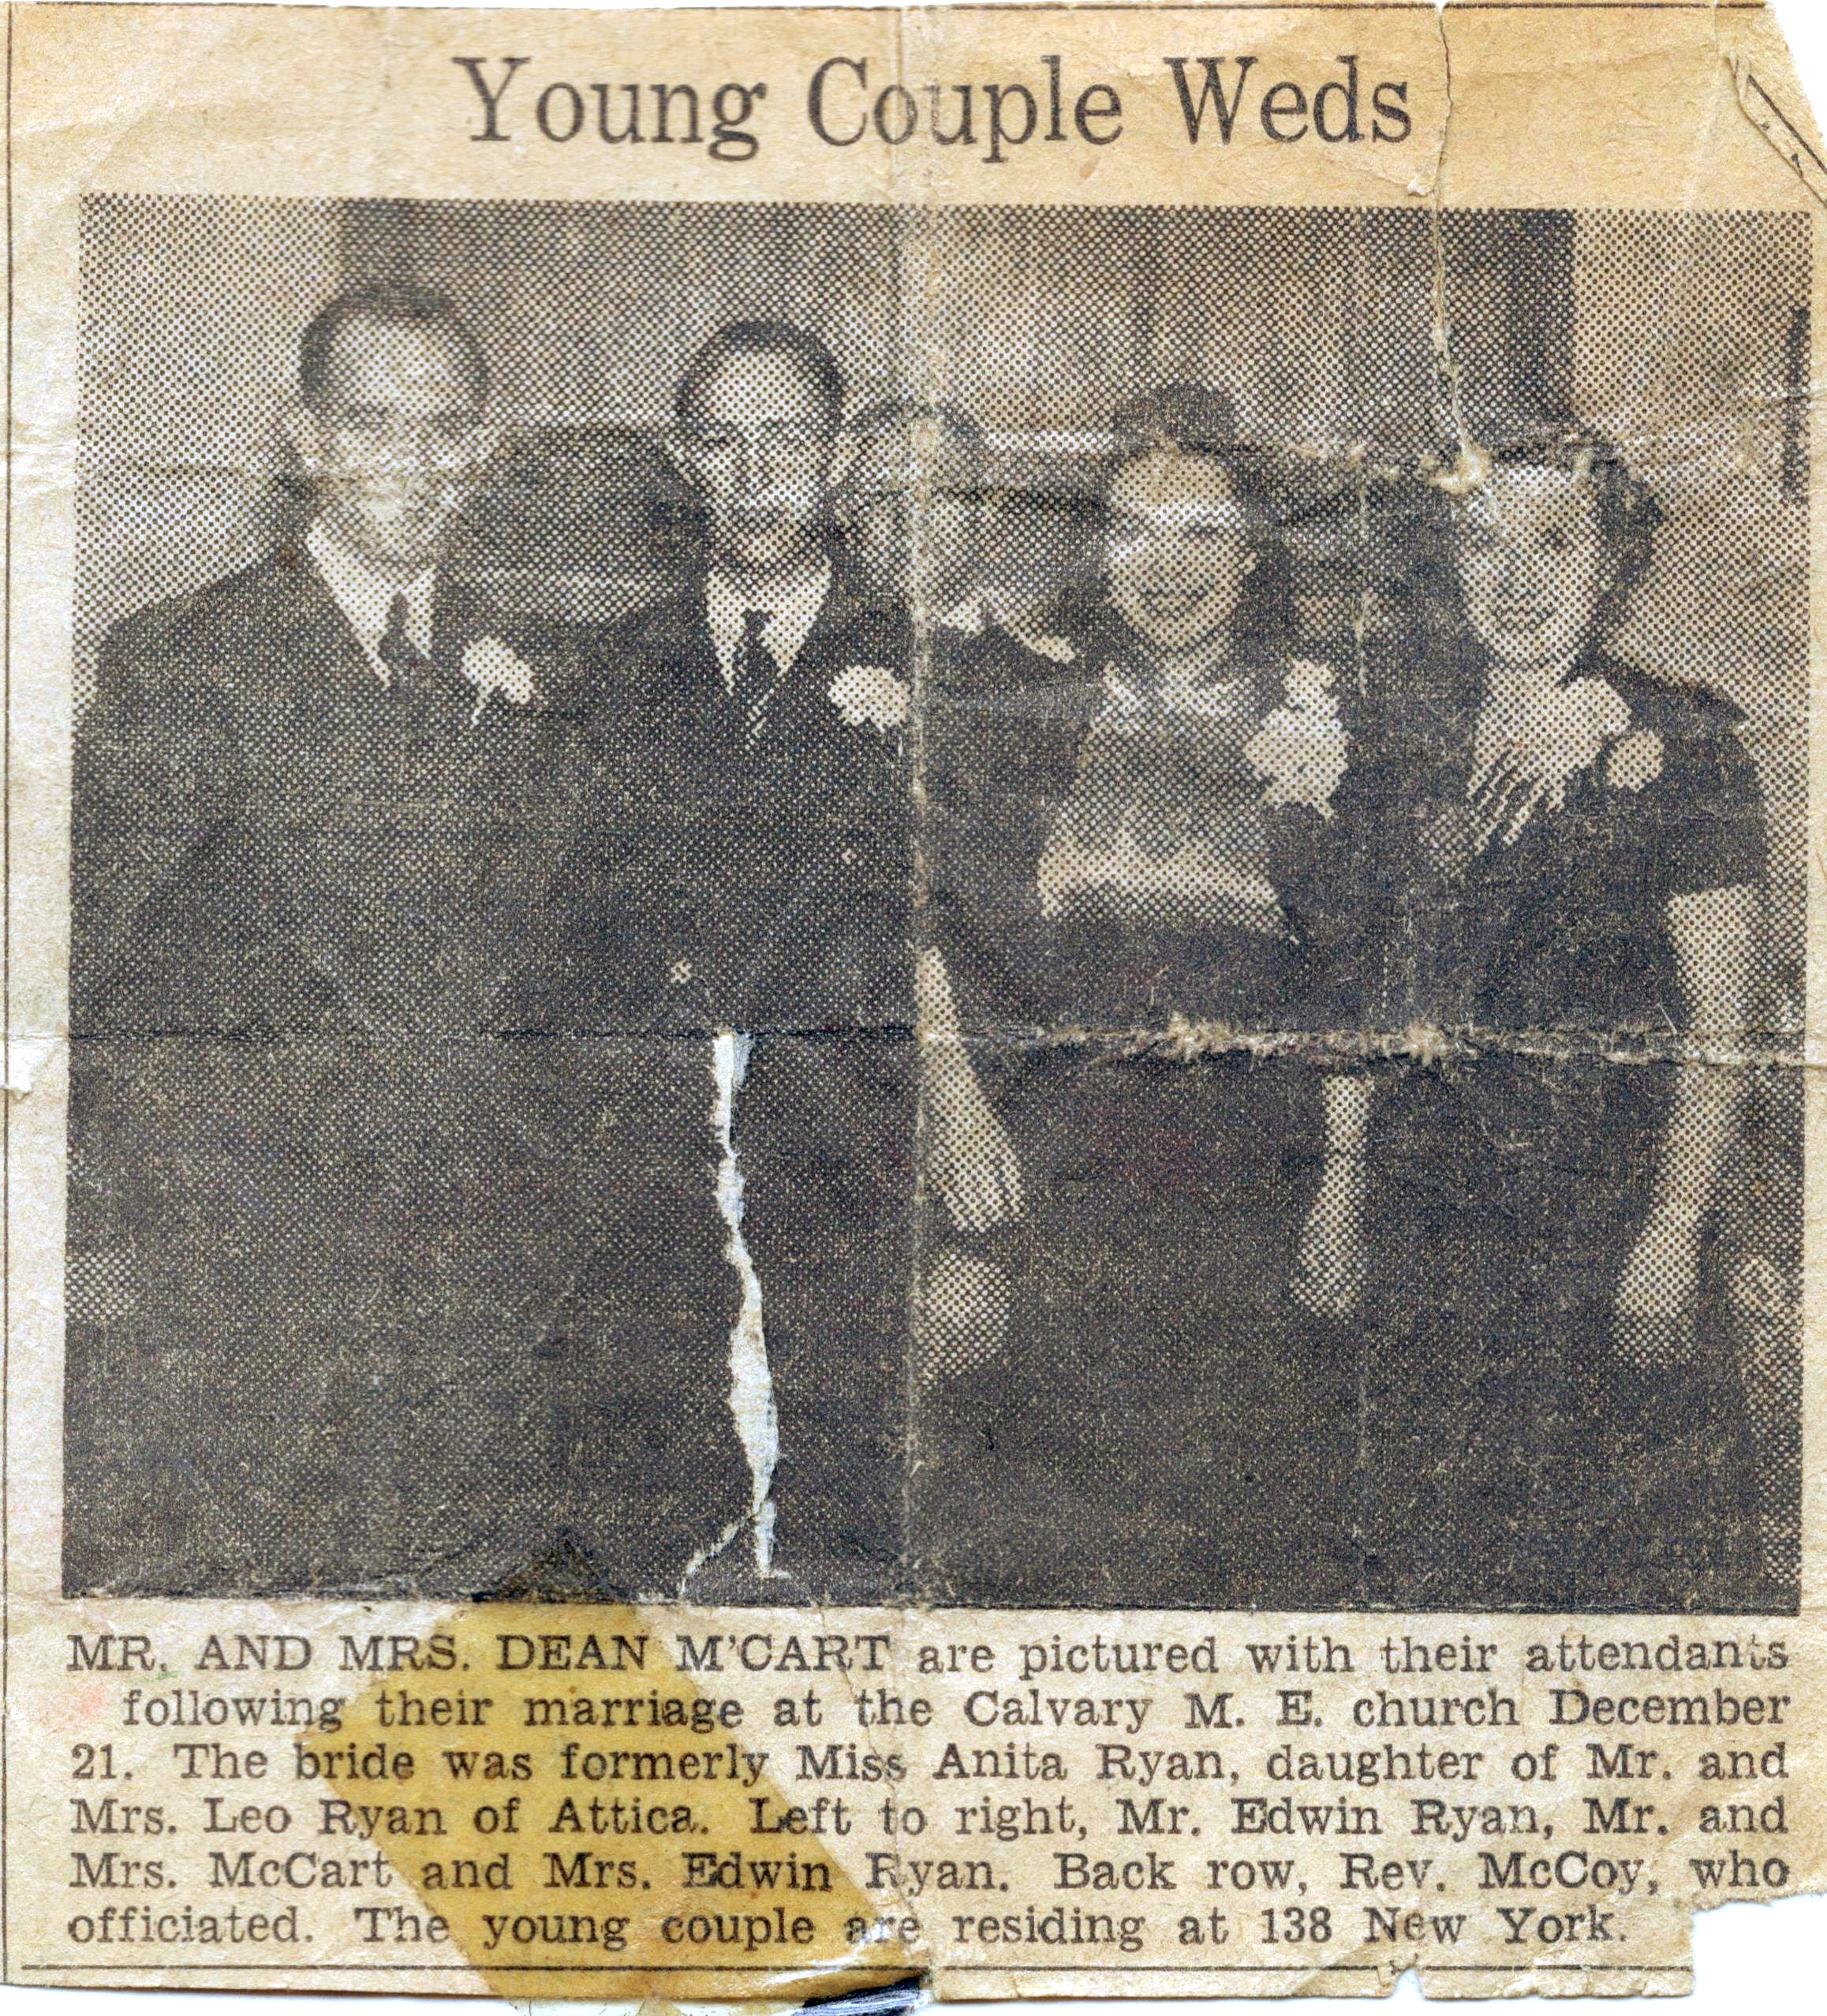 Young Couple Weds
MR. AND MRS. DEAN M'CART are pictured with their attendants
following their marriage at the Calvary M. E. church December
21. The bride was formerly Miss Anita Ryan, daughter of Mr. and
Mrs. Leo Ryan of Attica. Left to right, Mr. Edwin Ryan, Mr. and
Mrs. McCart and Mrs. Edwin Ryan. Back row, Rev. McCoy, who
officiated. The young couple are residing at 138 New York.